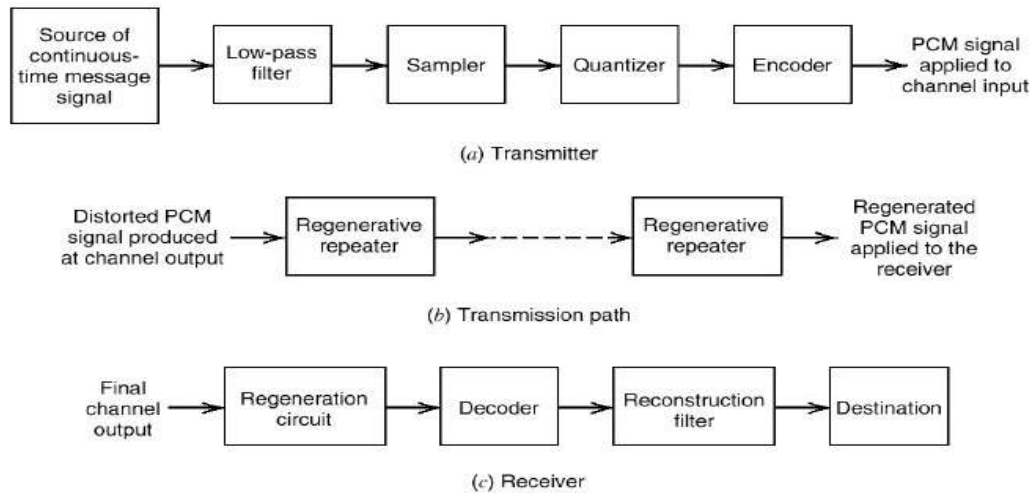 Source of
continuous-
time message
signal
Low-pass
filter
Sampler
Quantizer
Encoder
PCM signal
applied to
channel input
(a) Transmitter
Distorted PCM
signal produced
at channel output
Regenerative
repeater
Regenerative
repeater
Regenerated
PCM signal
applied to the
receiver
(b) Transmission path
Final
channel
output
Regeneration
circuit
Decoder
Reconstruction
filter
Destination
(c) Receiver